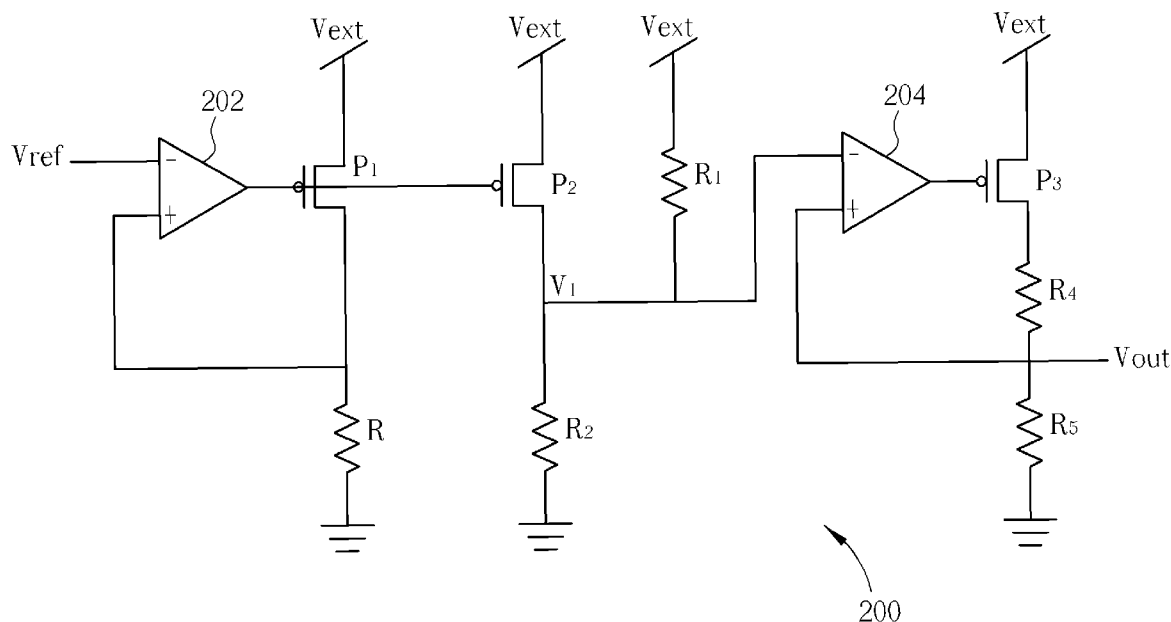 Vext
Vext
Vext
Vext
202
204
Vref
-
+
P1
P2
R1
-
+
P3
V1
R4
Vout
R
R2
R5
200